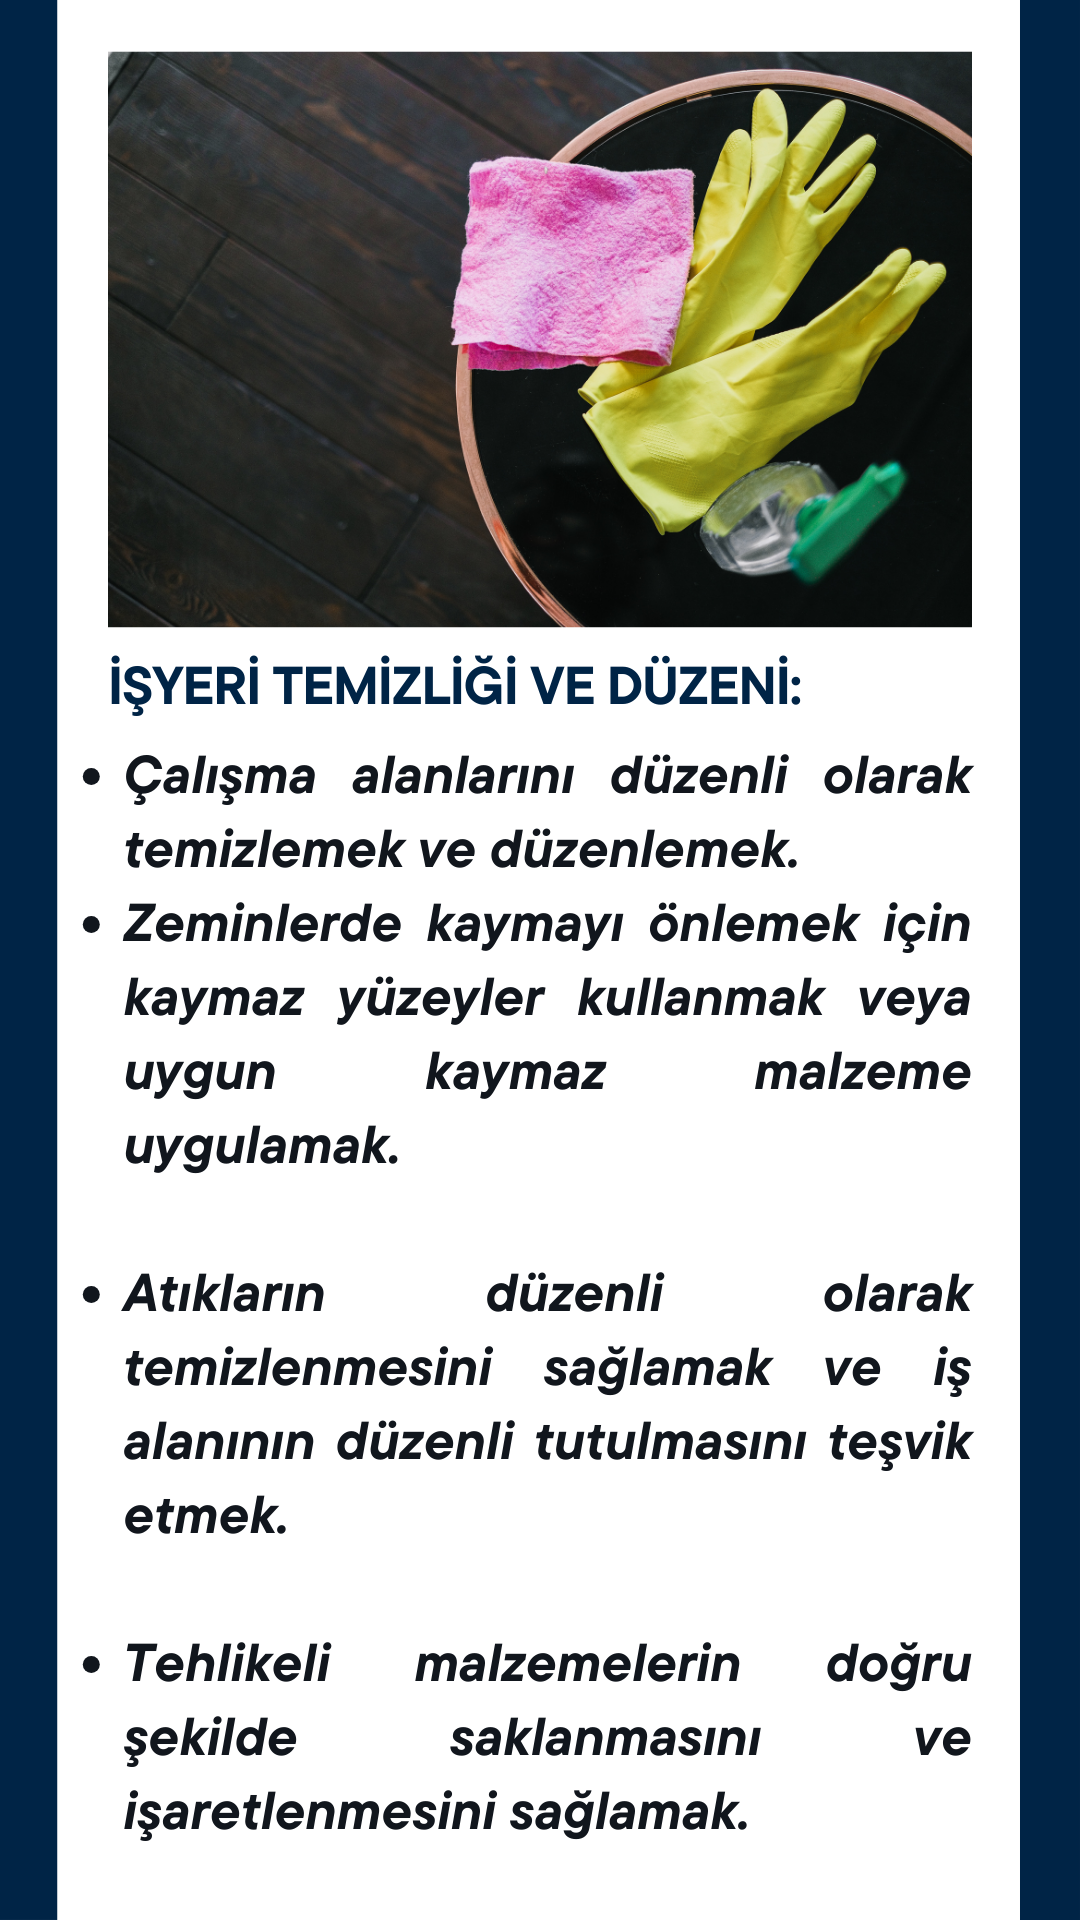 İŞYERİ TEMİZLİĞİ VE DÜZENİ:
• Çalışma alanlarını düzenli olarak
temizlemek ve düzenlemek.
• Zeminlerde kaymayı önlemek için
kaymaz yüzeyler kullanmak veya
uygun kaymaz malzeme
uygulamak.
• Atıkların düzenli olarak
temizlenmesini sağlamak ve iş
alanının düzenli tutulmasını teşvik
etmek.
• Tehlikeli malzemelerin doğru
şekilde saklanmasını ve
işaretlenmesini sağlamak.